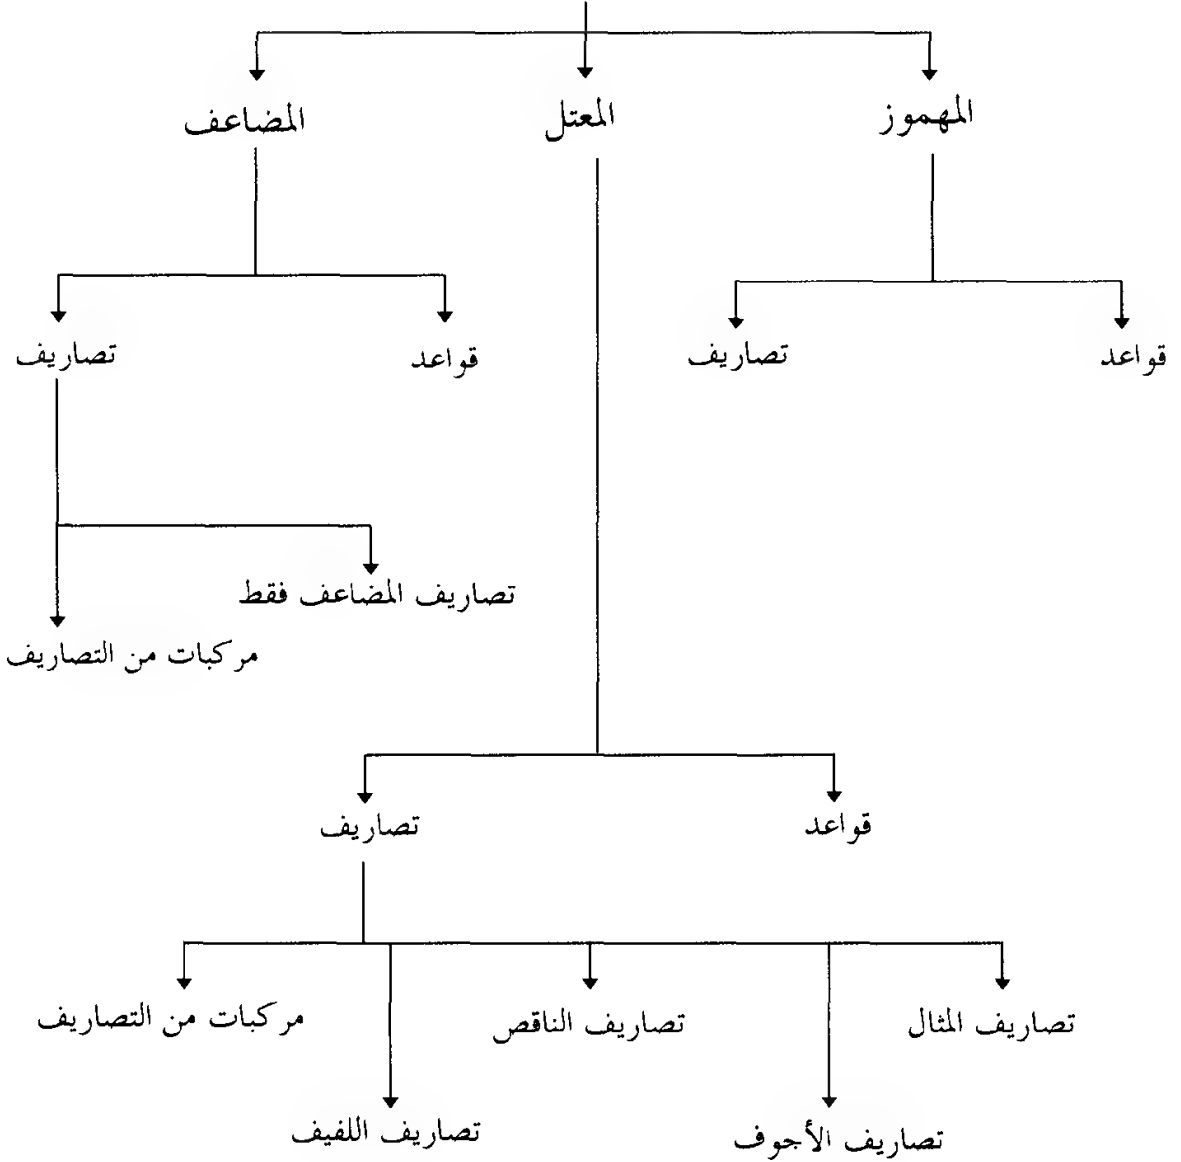 المهموز
المعتل
المضاعف
قواعد
تصاريف
قواعد
تصاريف
تصاريف المضاعف فقط
مركبات من التصاريف
قواعد
تصاريف
تصاريف المثال
تصاريف الناقص
مركبات من التصاريف
تصاريف الأجوف
تصاريف اللفيف